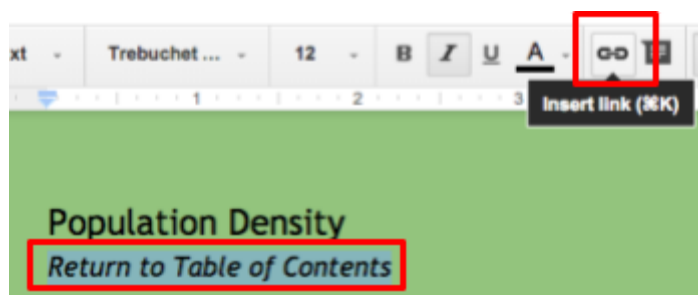 xt Trebuchet ... 12 B I U A
1 2 3
Insert link (⌘K)
Population Density
Return to Table of Contents